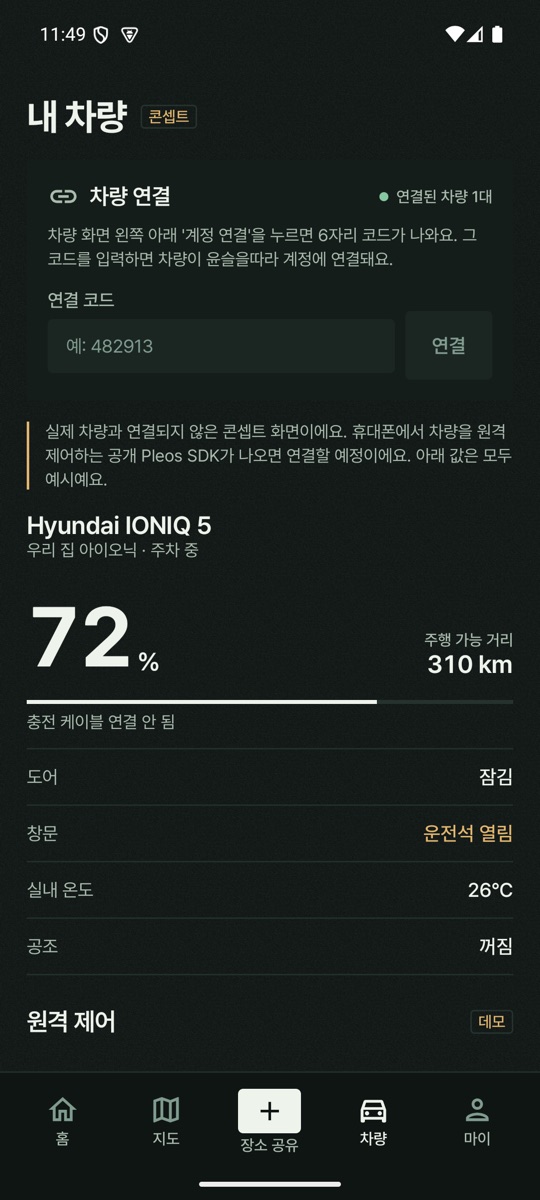 11:49
내 차량 콘셉트
차량 연결 연결된 차량 1대
차량 화면 왼쪽 아래 '계정 연결'을 누르면 6자리 코드가 나와요. 그
코드를 입력하면 차량이 윤슬을따라 계정에 연결돼요.
연결 코드
예: 482913 연결
실제 차량과 연결되지 않은 콘셉트 화면이에요. 휴대폰에서 차량을 원격
제어하는 공개 Pleos SDK가 나오면 연결할 예정이에요. 아래 값은 모두
예시예요.
Hyundai IONIQ 5
우리 집 아이오닉 · 주차 중
72 %
주행 가능 거리
310 km
충전 케이블 연결 안 됨
도어 잠김
창문 운전석 열림
실내 온도 26°C
공조 꺼짐
원격 제어 데모
홈 지도 장소 공유 차량 마이